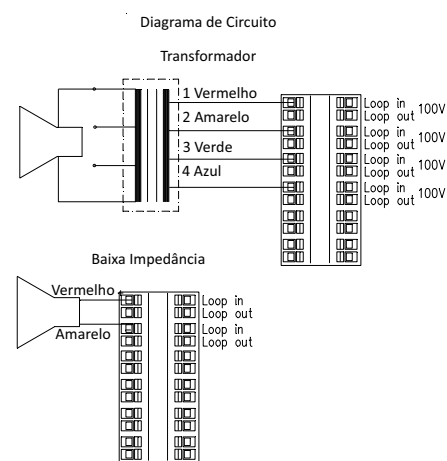 Diagrama de Circuito
Transformador
1 Vermelho
2 Amarelo
3 Verde
4 Azul
Loop in
Loop out
100V
Loop in
Loop out
100V
Loop in
Loop out
100V
Loop in
Loop out
100V
Baixa Impedância
Vermelho
Amarelo
Loop in
Loop out
Loop in
Loop out